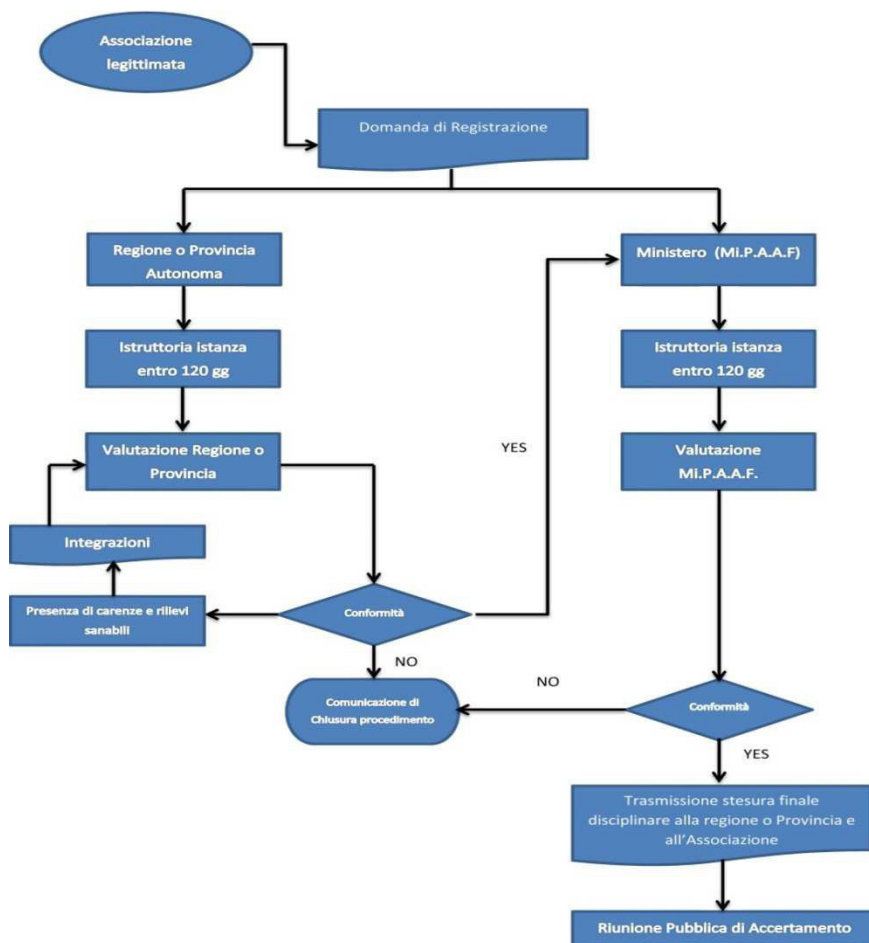 Associazione
legittimata
Domanda di Registrazione
Regione o Provincia
Autonoma
Ministero (Mi.P.A.A.F)
Istruttoria istanza
entro 120 gg
Istruttoria istanza
entro 120 gg
Valutazione Regione o
Provincia
YES
Valutazione
Mi.P.A.A.F.
Integrazioni
Presenza di carenze e rilievi
sanabili
Conformità
NO
Comunicazione di
Chiusura procedimento
NO
Conformità
YES
Trasmissione stesura finale
disciplinare alla regione o Provincia e
all'Associazione
Riunione Pubblica di Accertamento